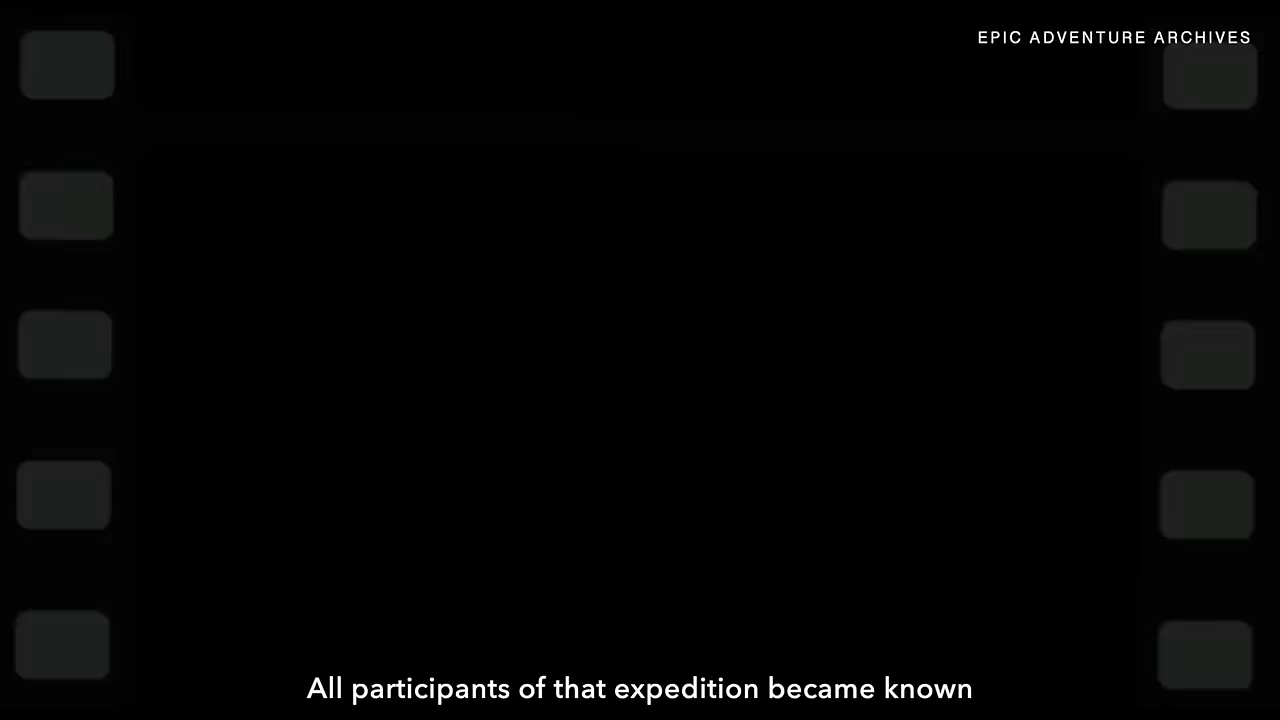 EPIC ADVENTURE ARCHIVES
All participants of that expedition became known